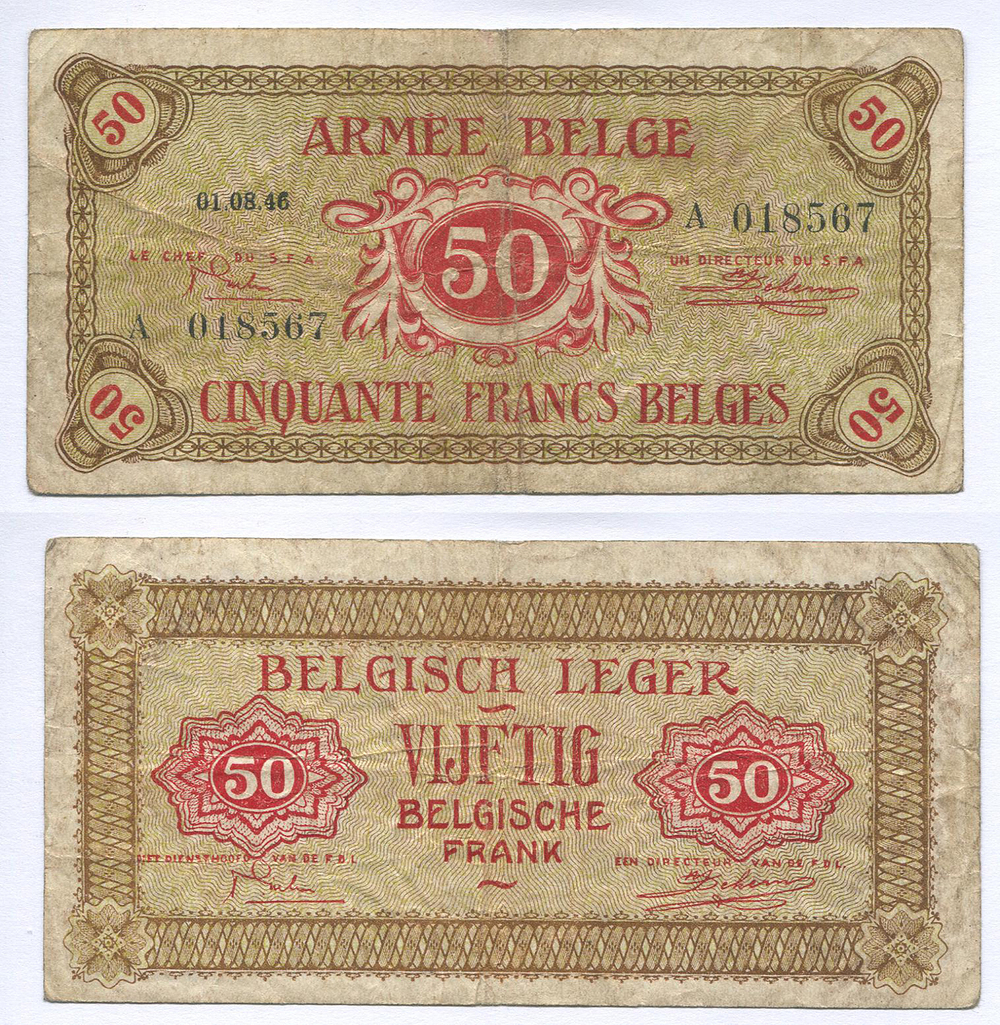 50 50
ARMÉE BELGE
01.08.46
A 018567
50
LE CHEF DU S.F.A
UN DIRECTEUR DU S F A
A 018567
50 50
CINQUANTE FRANCS BELGES
BELGISCH LEGER
VIJFTIG
50 50
BELGISCHE
FRANK
DIENSTHOOFD VAN DE F.D.L
EEN DIRECTEUR VAN DE F.D.L.